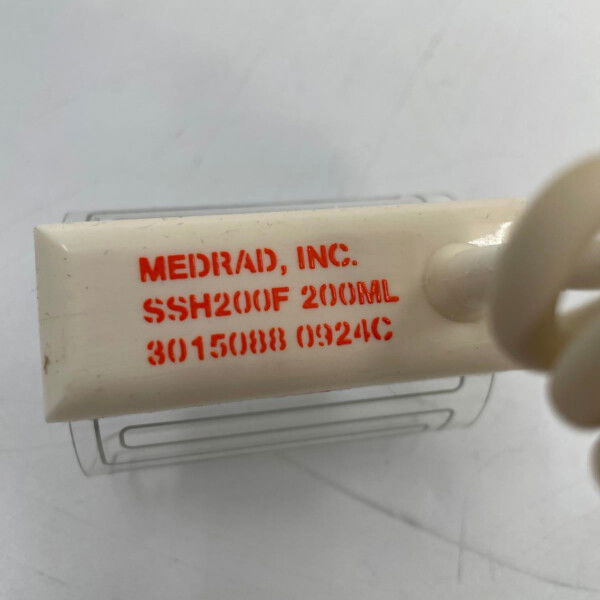 MEDRAD, INC.
SSH200F 200ML
3015088 0924C